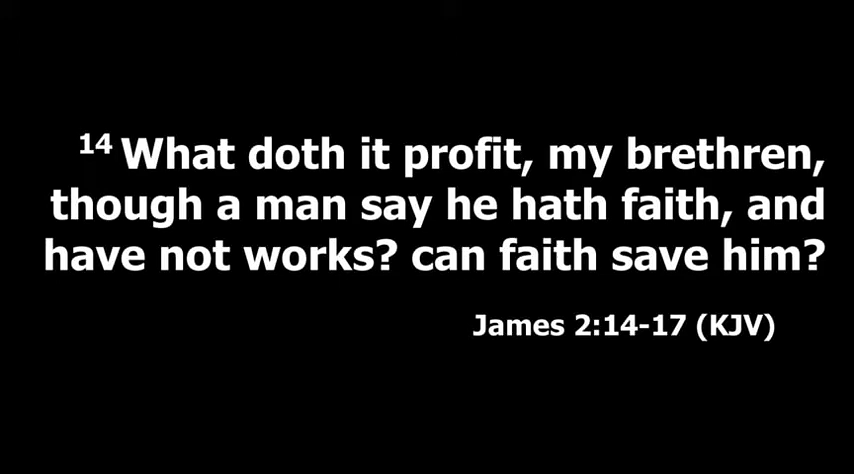 14 What doth it profit, my brethren,
though a man say he hath faith, and
have not works? can faith save him?
James 2:14-17 (KJV)